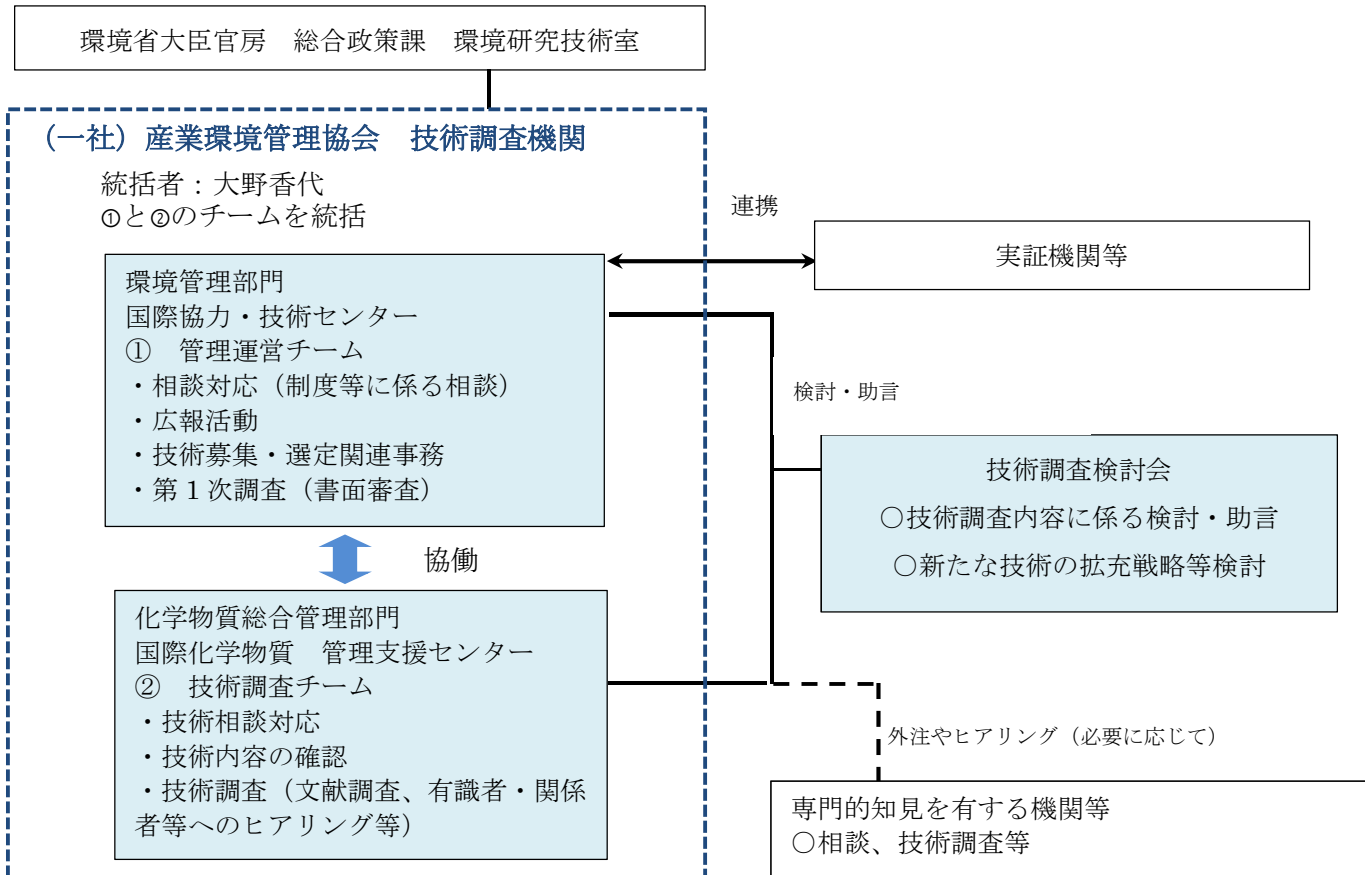 環境省大臣官房　総合政策課　環境研究技術室
（一社）産業環境管理協会　技術調査機関
統括者：大野香代
①と②のチームを統括
環境管理部門
国際協力・技術センター
①　管理運営チーム
・相談対応（制度等に係る相談）
・広報活動
・技術募集・選定関連事務
・第１次調査（書面審査）
協働
化学物質総合管理部門
国際化学物質　管理支援センター
②　技術調査チーム
・技術相談対応
・技術内容の確認
・技術調査（文献調査、有識者・関係
者等へのヒアリング等）
連携
実証機関等
検討・助言
技術調査検討会
○技術調査内容に係る検討・助言
○新たな技術の拡充戦略等検討
外注やヒアリング（必要に応じて）
専門的知見を有する機関等
○相談、技術調査等